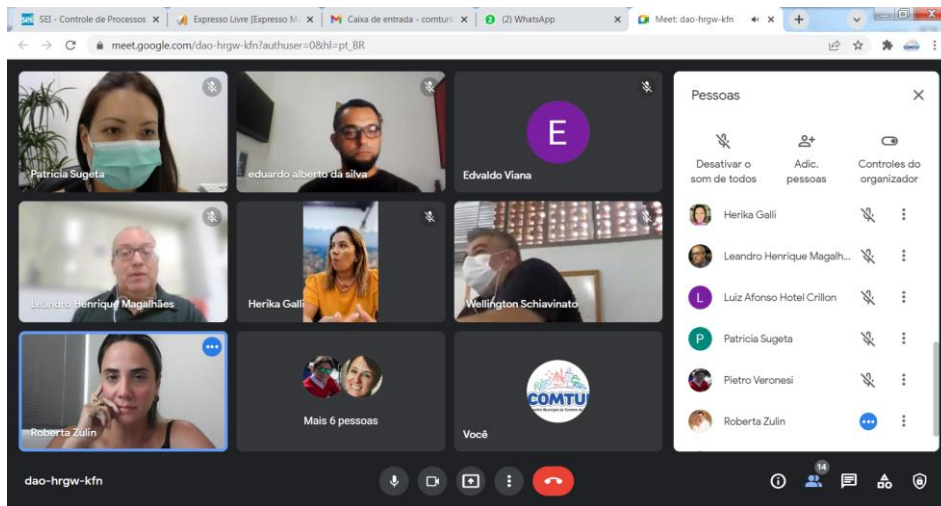 sei SEI - Controle de Processos
Expresso Livre [Expresso M
Caixa de entrada - comtur
(2) WhatsApp
Meet: dao-hrgw-kfn
meet.google.com/dao-hrgw-kfn?authuser=0&hl=pt_BR
Patricia Sugeta
eduardo alberto da silva
E
Edvaldo Viana
Leandro Henrique Magalhães
Herika Galli
Wellington Schiavinato
Roberta Zulin
Mais 6 pessoas
COMTU
Você
Pessoas
Desativar o
som de todos
Adic.
pessoas
Controles do
organizador
Herika Galli
Leandro Henrique Magalh...
L Luiz Afonso Hotel Crillon
P Patricia Sugeta
Pietro Veronesi
Roberta Zulin
dao-hrgw-kfn
14